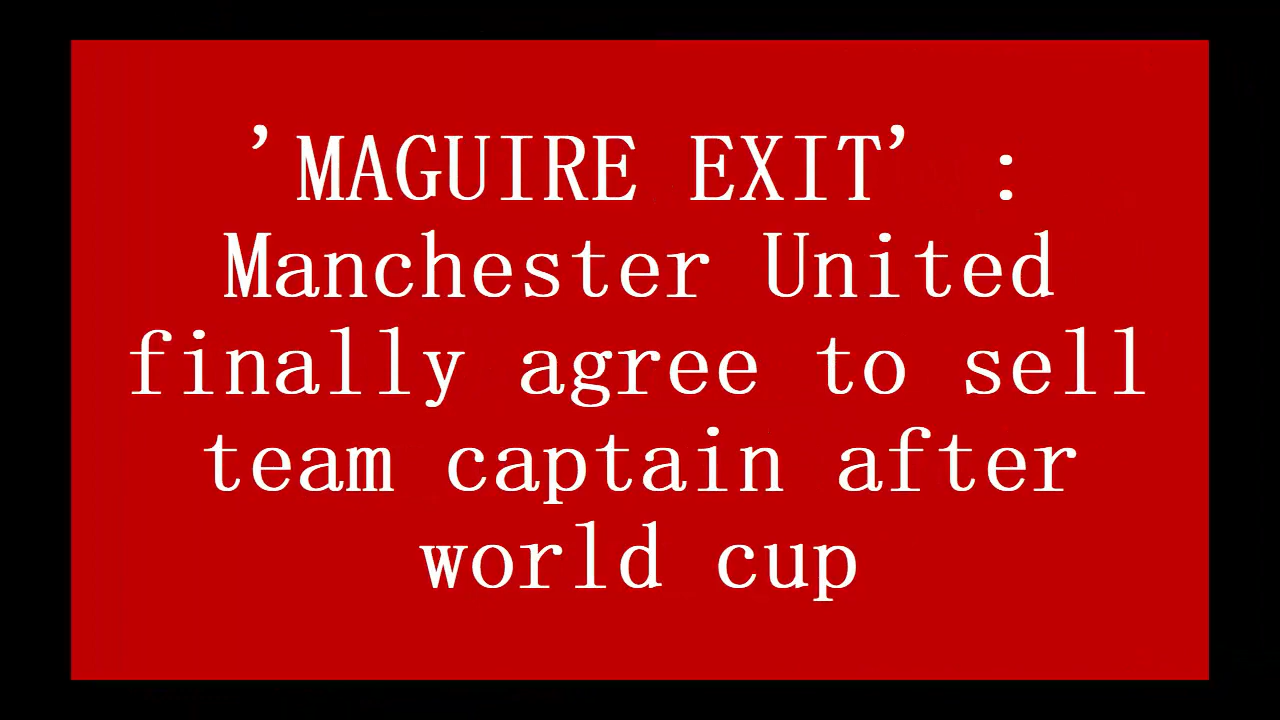 'MAGUIRE EXIT' :
Manchester United
finally agree to sell
team captain after
world cup